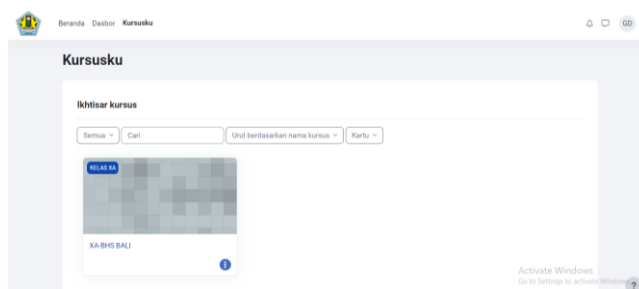 Beranda Dasbor Kursusku
GD
Kursusku
Ikhtisar kursus
Semua Cari Urut berdasarkan nama kursus Kartu
KELAS XA
XA-BHS BALI
Activate Windows
Go to Settings to activate Windows
?